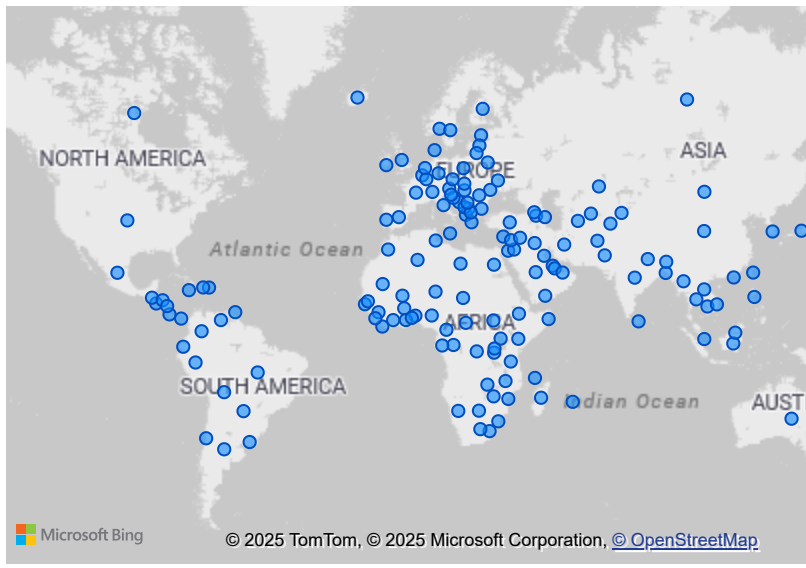 NORTH AMERICA
EUROPE
ASIA
Atlantic Ocean
AFRICA
SOUTH AMERICA
Indian Ocean
AUST
Microsoft Bing
© 2025 TomTom, © 2025 Microsoft Corporation, © OpenStreetMap